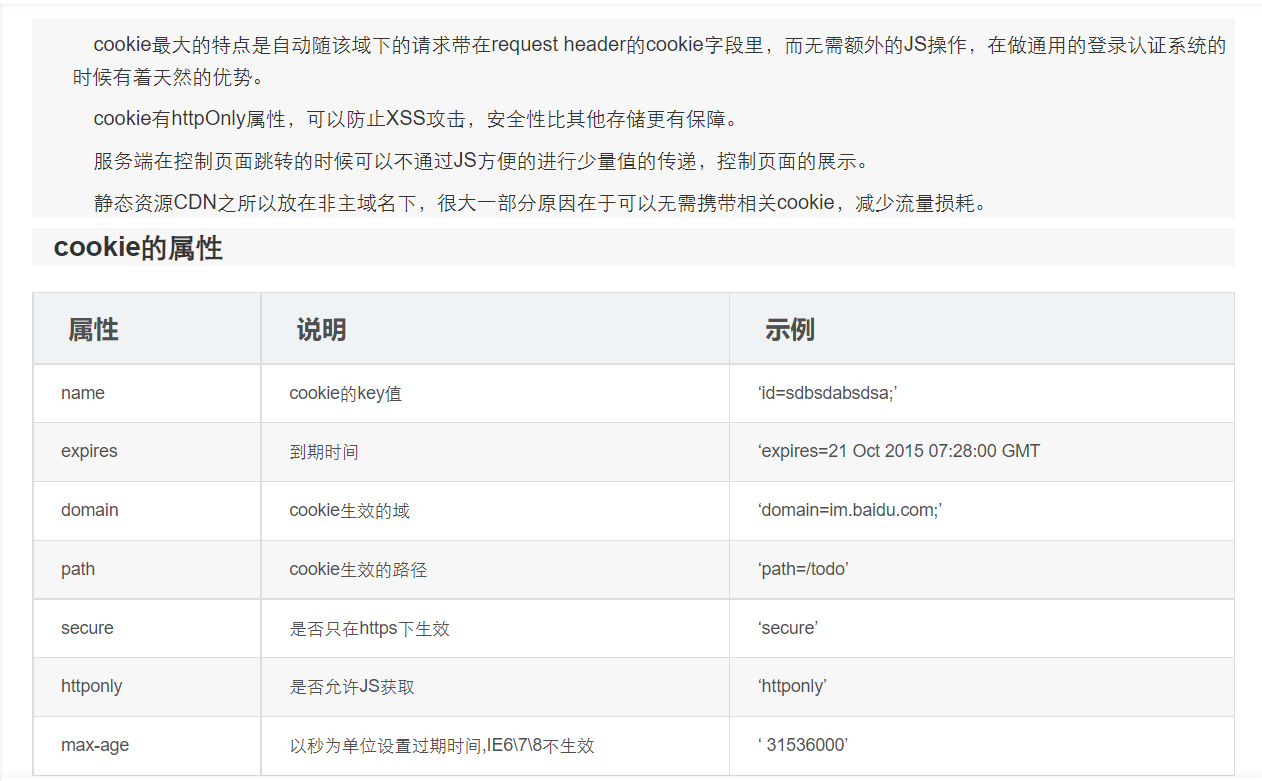 cookie最大的特点是自动随该域下的请求带在request header的cookie字段里，而无需额外的JS操作，在做通用的登录认证系统的
时候有着天然的优势。
cookie有httpOnly属性，可以防止XSS攻击，安全性比其他存储更有保障。
服务端在控制页面跳转的时候可以不通过JS方便的进行少量值的传递，控制页面的展示。
静态资源CDN之所以放在非主域名下，很大一部分原因在于可以无需携带相关cookie，减少流量损耗。
cookie的属性
属性 说明 示例
name cookie的key值 ‘id=sdbsdabsdsa;’
expires 到期时间 ‘expires=21 Oct 2015 07:28:00 GMT
domain cookie生效的域 ‘domain=im.baidu.com;’
path cookie生效的路径 ‘path=/todo’
secure 是否只在https下生效 ‘secure’
httponly 是否允许JS获取 ‘httponly’
max-age 以秒为单位设置过期时间,IE6\7\8不生效 ‘ 31536000’